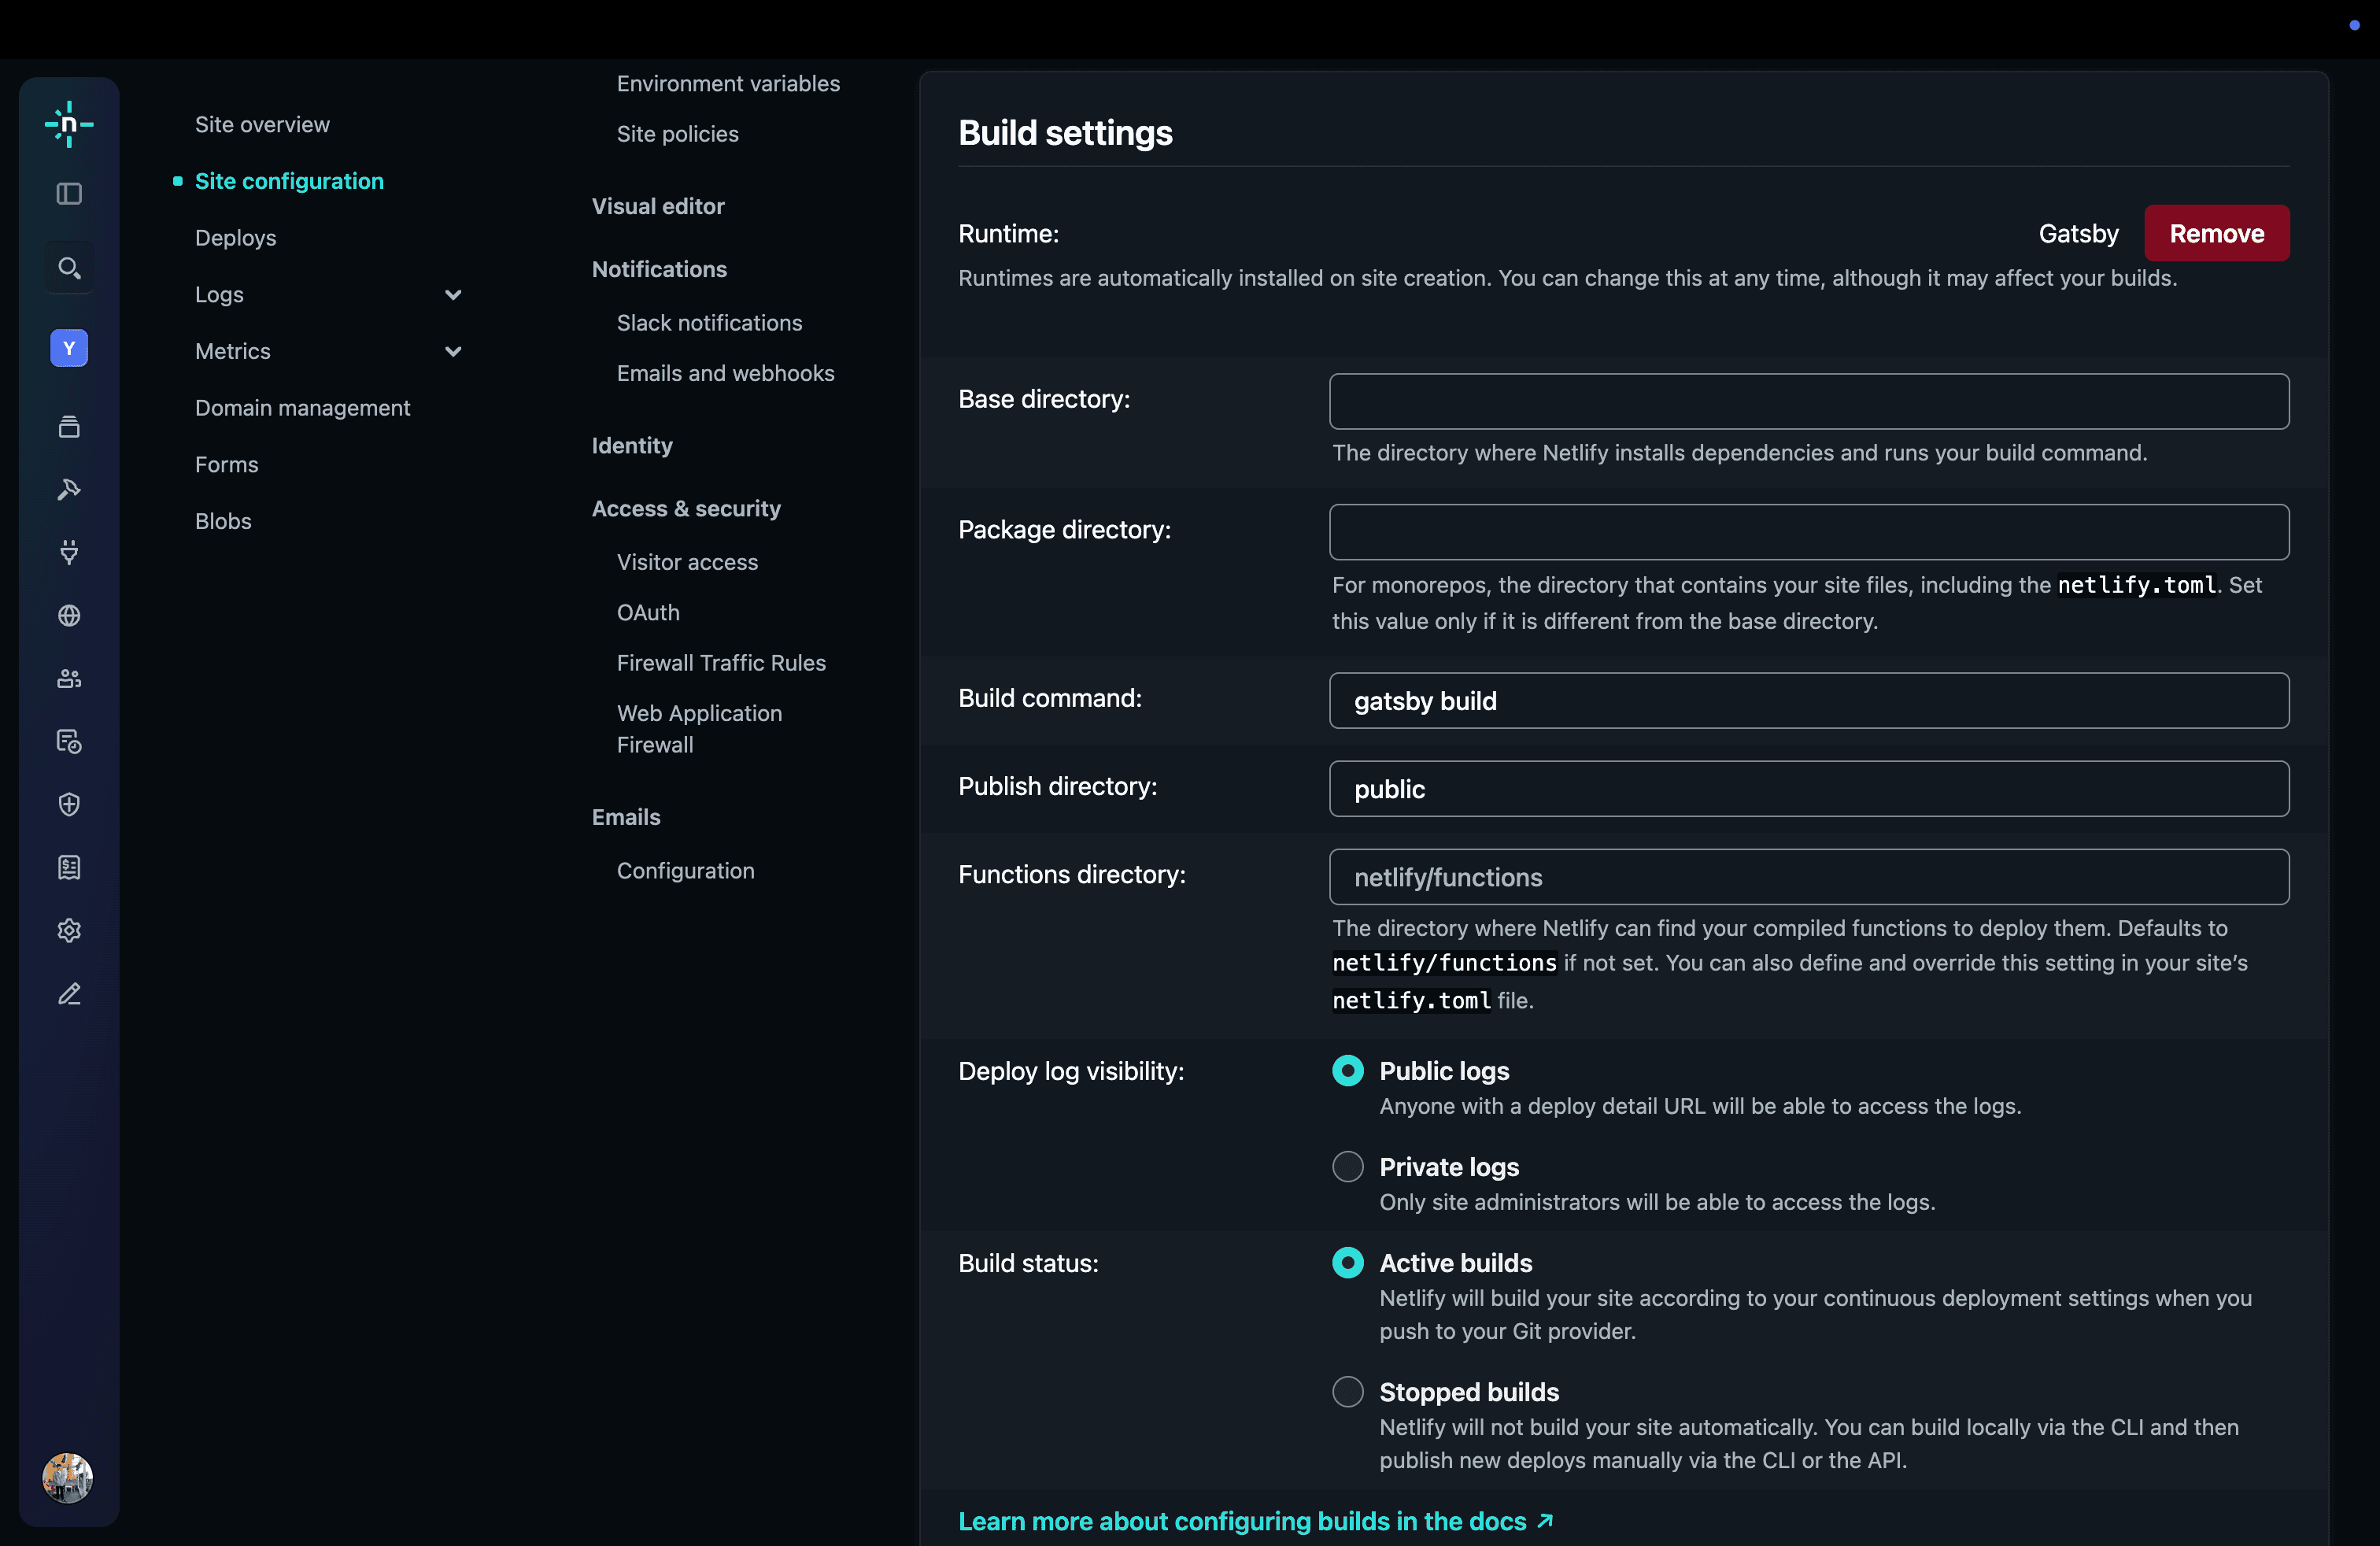 n
Y
Site overview
Site configuration
Deploys
Logs
Metrics
Domain management
Forms
Blobs
Environment variables
Site policies
Visual editor
Notifications
Slack notifications
Emails and webhooks
Identity
Access & security
Visitor access
OAuth
Firewall Traffic Rules
Web Application
Firewall
Emails
Configuration
Build settings
Runtime:
Gatsby
Remove
Runtimes are automatically installed on site creation. You can change this at any time, although it may affect your builds.
Base directory:
The directory where Netlify installs dependencies and runs your build command.
Package directory:
For monorepos, the directory that contains your site files, including the netlify.toml. Set
this value only if it is different from the base directory.
Build command:
gatsby build
Publish directory:
public
Functions directory:
netlify/functions
The directory where Netlify can find your compiled functions to deploy them. Defaults to
netlify/functions if not set. You can also define and override this setting in your site’s
netlify.toml file.
Deploy log visibility:
Public logs
Anyone with a deploy detail URL will be able to access the logs.
Private logs
Only site administrators will be able to access the logs.
Build status:
Active builds
Netlify will build your site according to your continuous deployment settings when you
push to your Git provider.
Stopped builds
Netlify will not build your site automatically. You can build locally via the CLI and then
publish new deploys manually via the CLI or the API.
Learn more about configuring builds in the docs ↗